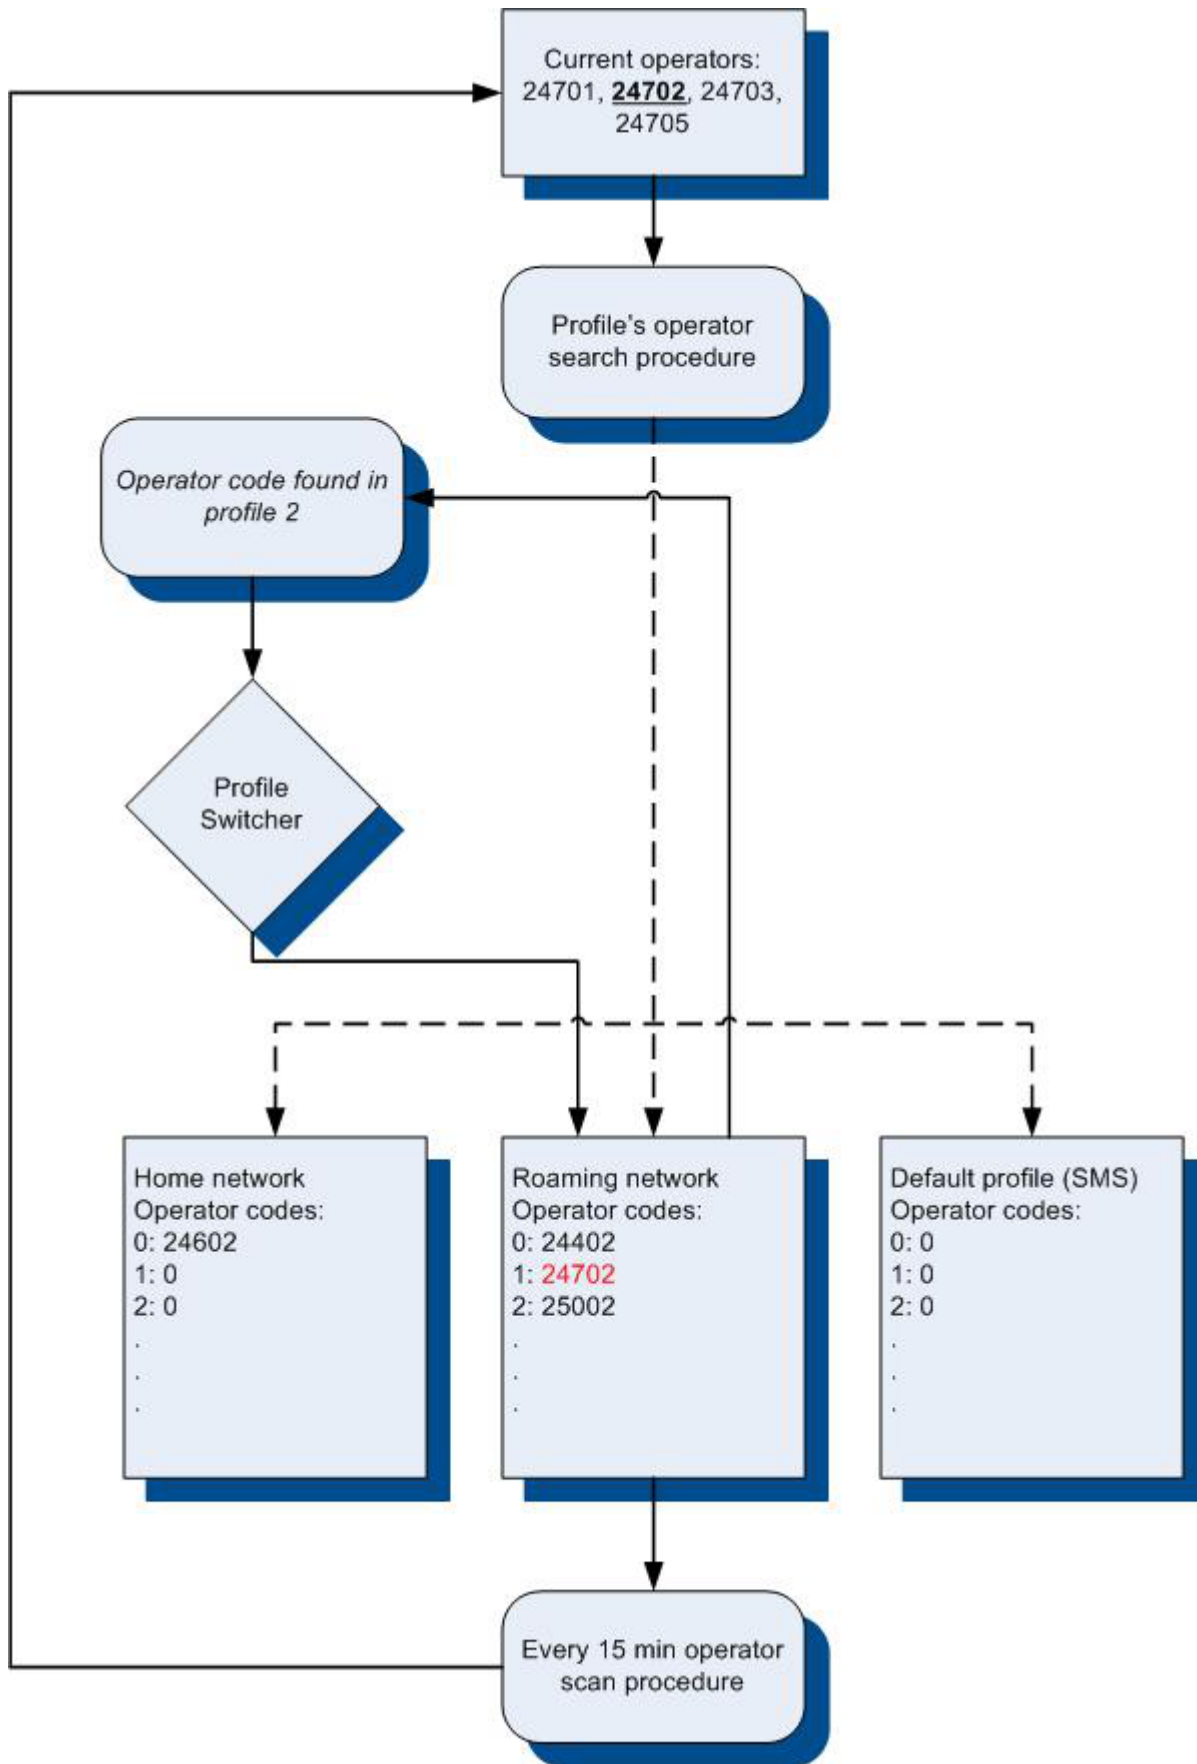 Current operators:
24701, 24702, 24703,
24705
Profile's operator
search procedure
Operator code found in
profile 2
Profile
Switcher
Home network
Operator codes:
0: 24602
1: 0
2: 0
.
.
.
Roaming network
Operator codes:
0: 24402
1: 24702
2: 25002
.
.
.
Default profile (SMS)
Operator codes:
0: 0
1: 0
2: 0
.
.
.
Every 15 min operator
scan procedure